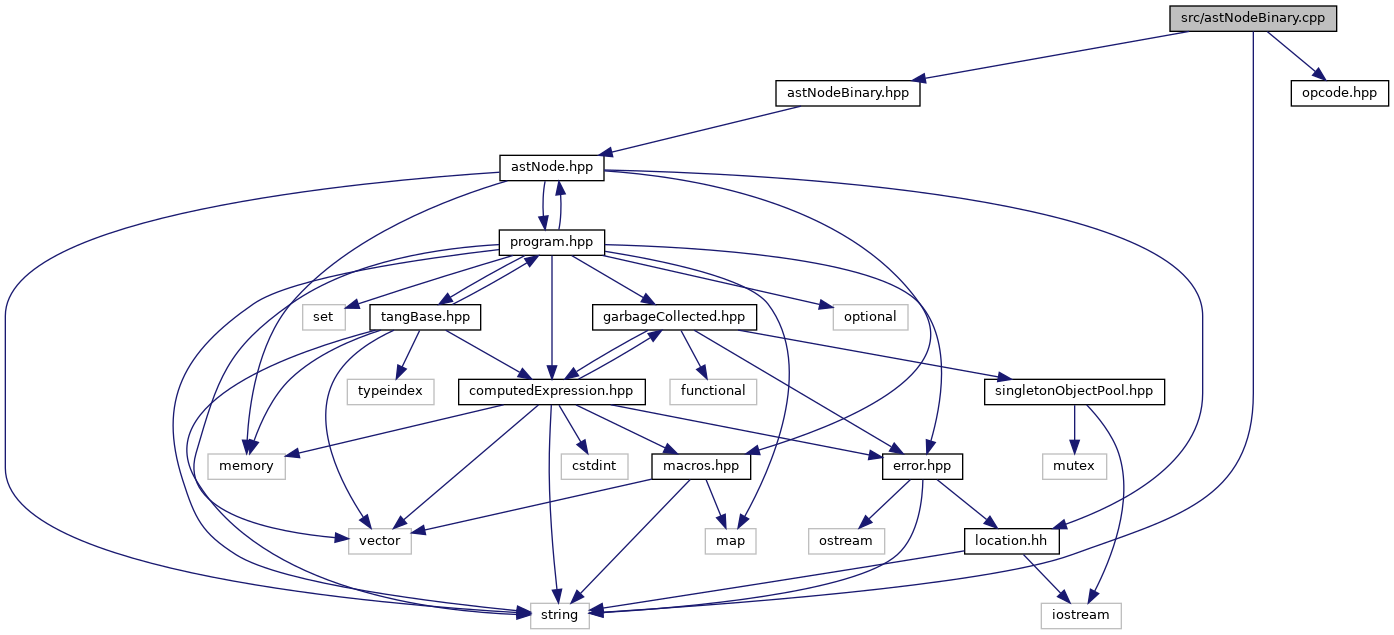 src/astNodeBinary.cpp
astNodeBinary.hpp
opcode.hpp
astNode.hpp
program.hpp
set
tangBase.hpp
garbageCollected.hpp
optional
typeindex
computedExpression.hpp
functional
singletonObjectPool.hpp
memory
cstdint
macros.hpp
error.hpp
mutex
vector
map
ostream
location.hh
string
iostream